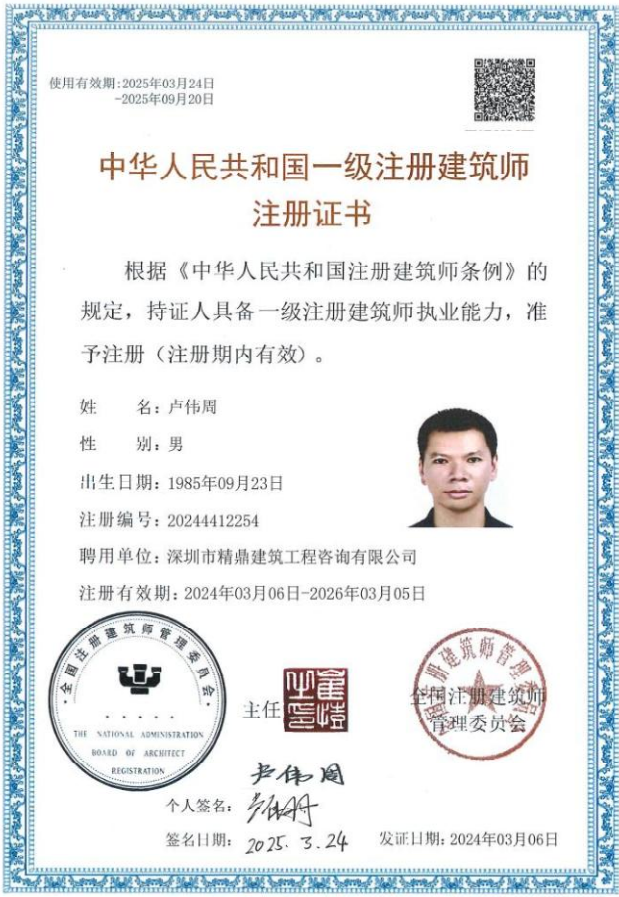 使用有效期:2025年03月24日
-2025年09月20日
中华人民共和国一级注册建筑师
注册证书
根据《中华人民共和国注册建筑师条例》的
规定，持证人具备一级注册建筑师执业能力，准
予注册（注册期内有效）。
姓 名：卢伟周
性 别：男
出生日期：1985年09月23日
注册编号：20244412254
聘用单位：深圳市精鼎建筑工程咨询有限公司
注册有效期：2024年03月06日-2026年03月05日
全国注册建筑师管理委员会
THE NATIONAL ADMINISTRATION
BOARD OF ARCHITECT
REGISTRATION
主任
全国注册建筑师
管理委员会
卢伟周
个人签名：
签名日期：2025.3.24
发证日期：2024年03月06日